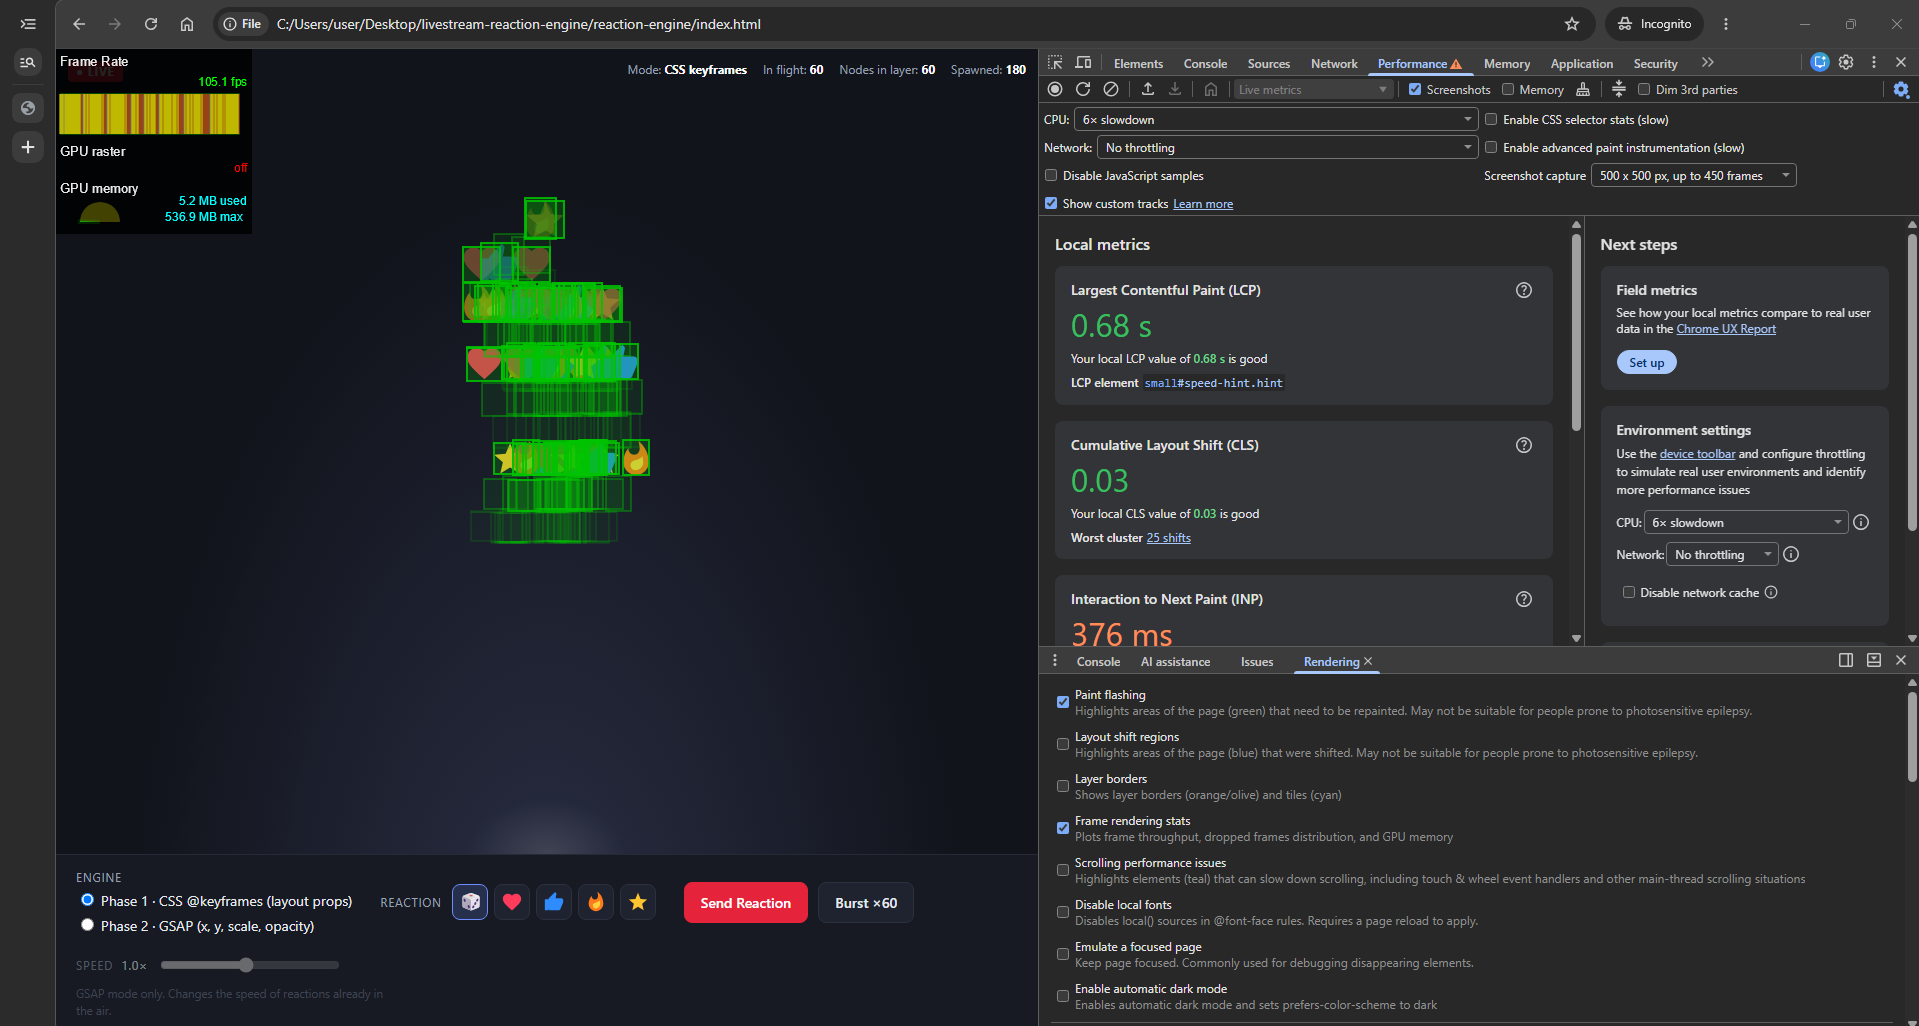 File
C:/Users/user/Desktop/livestream-reaction-engine/reaction-engine/index.html
Incognito
Frame Rate
LIVE
105.1 fps
GPU raster
off
GPU memory
5.2 MB used
536.9 MB max
Mode: CSS keyframes In flight: 60 Nodes in layer: 60 Spawned: 180
ENGINE
Phase 1 · CSS @keyframes (layout props)
Phase 2 · GSAP (x, y, scale, opacity)
REACTION
Send Reaction
Burst ×60
SPEED 1.0×
GSAP mode only. Changes the speed of reactions already in
the air.
Elements Console Sources Network Performance Memory Application Security
Live metrics
Screenshots
Memory
Dim 3rd parties
CPU: 6× slowdown
Enable CSS selector stats (slow)
Network: No throttling
Enable advanced paint instrumentation (slow)
Disable JavaScript samples
Screenshot capture 500 x 500 px, up to 450 frames
Show custom tracks Learn more
Local metrics
Largest Contentful Paint (LCP)
0.68 s
Your local LCP value of 0.68 s is good
LCP element small#speed-hint.hint
Cumulative Layout Shift (CLS)
0.03
Your local CLS value of 0.03 is good
Worst cluster 25 shifts
Interaction to Next Paint (INP)
376 ms
Next steps
Field metrics
See how your local metrics compare to real user
data in the Chrome UX Report
Set up
Environment settings
Use the device toolbar and configure throttling
to simulate real user environments and identify
more performance issues
CPU: 6× slowdown
Network: No throttling
Disable network cache
Console AI assistance Issues Rendering
Paint flashing
Highlights areas of the page (green) that need to be repainted. May not be suitable for people prone to photosensitive epilepsy.
Layout shift regions
Highlights areas of the page (blue) that were shifted. May not be suitable for people prone to photosensitive epilepsy.
Layer borders
Shows layer borders (orange/olive) and tiles (cyan)
Frame rendering stats
Plots frame throughput, dropped frames distribution, and GPU memory
Scrolling performance issues
Highlights elements (teal) that can slow down scrolling, including touch & wheel event handlers and other main-thread scrolling situations
Disable local fonts
Disables local() sources in @font-face rules. Requires a page reload to apply.
Emulate a focused page
Keep page focused. Commonly used for debugging disappearing elements.
Enable automatic dark mode
Enables automatic dark mode and sets prefers-color-scheme to dark